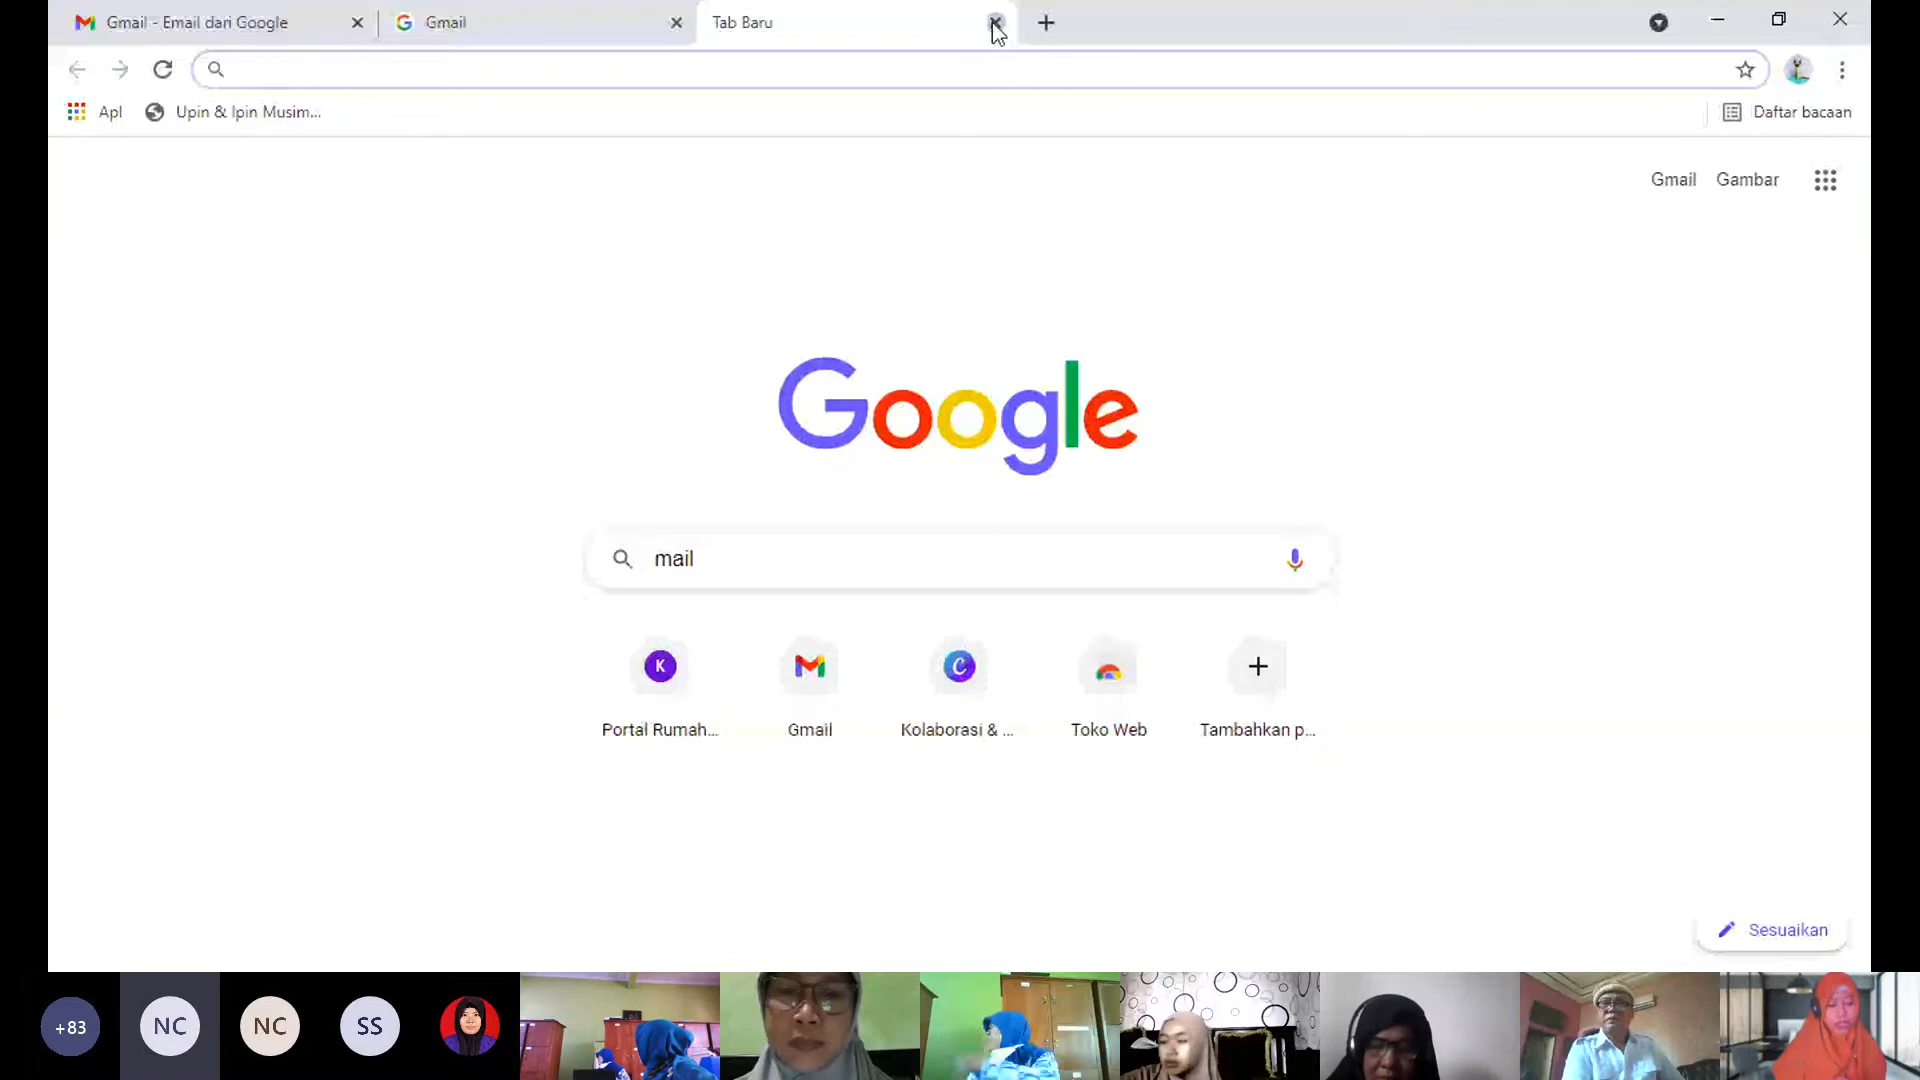 Gmail - Email dari Google
Gmail
Tab Baru
Apl
Upin & Ipin Musim...
Daftar bacaan
Gmail
Gambar
Google
mail
K
Portal Rumah...
Gmail
Kolaborasi & ...
Toko Web
Tambahkan p...
Sesuaikan
+83
NC
NC
SS